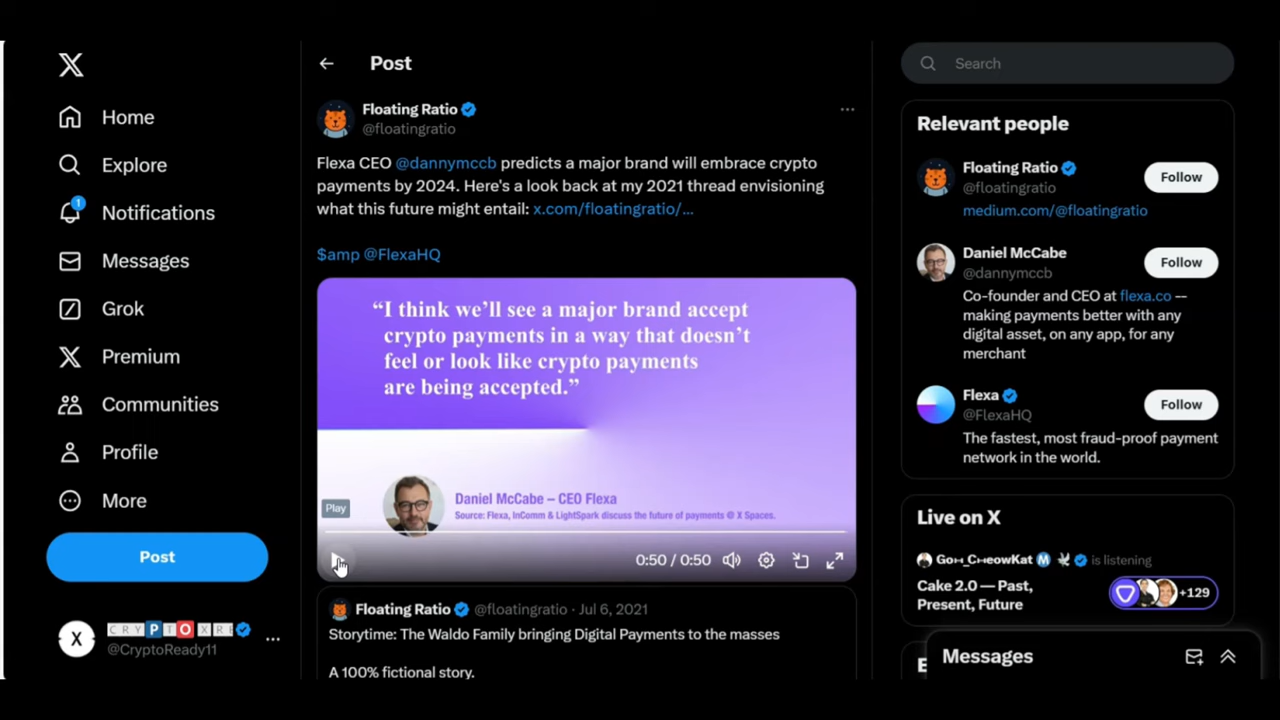 Home
Explore
1
Notifications
Messages
Grok
Premium
Communities
Profile
More
Post
CRYPTOXRE
@CryptoReady11
Post
Floating Ratio
@floatingratio
Flexa CEO @dannymccb predicts a major brand will embrace crypto
payments by 2024. Here's a look back at my 2021 thread envisioning
what this future might entail: x.com/floatingratio/...
$amp @FlexaHQ
“I think we’ll see a major brand accept
crypto payments in a way that doesn’t
feel or look like crypto payments
are being accepted.”
Daniel McCabe – CEO Flexa
Source: Flexa, InComm & LightSpark discuss the future of payments @ X Spaces.
Play
0:50 / 0:50
Floating Ratio @floatingratio · Jul 6, 2021
Storytime: The Waldo Family bringing Digital Payments to the masses
A 100% fictional story.
Search
Relevant people
Floating Ratio
@floatingratio
Follow
medium.com/@floatingratio
Daniel McCabe
@dannymccb
Follow
Co-founder and CEO at flexa.co --
making payments better with any
digital asset, on any app, for any
merchant
Flexa
@FlexaHQ
Follow
The fastest, most fraud-proof payment
network in the world.
Live on X
is listening
Cake 2.0 — Past,
Present, Future
+129
Messages